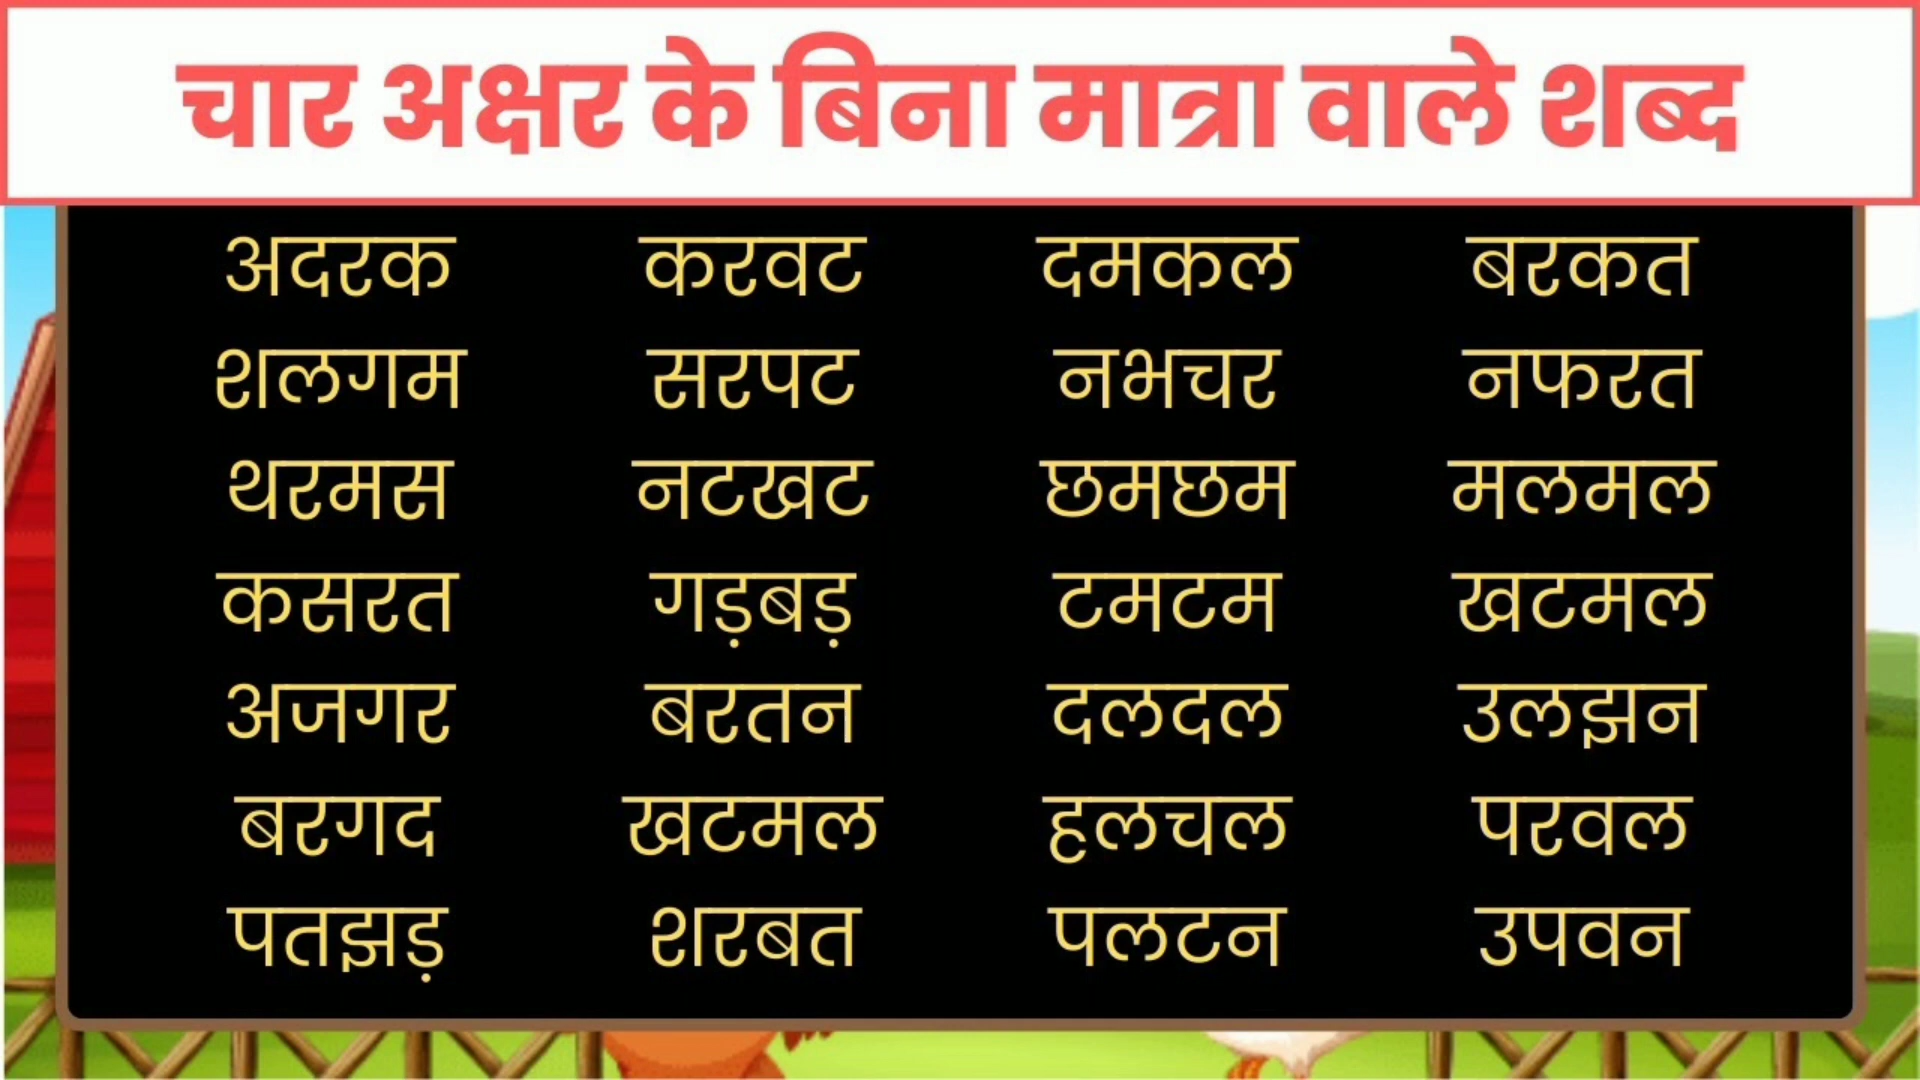 चार अक्षर के बिना मात्रा वाले शब्द
अदरक करवट दमकल बरकत
शलगम सरपट नभचर नफरत
थरमस नटखट छमछम मलमल
कसरत गड़बड़ टमटम खटमल
अजगर बरतन दलदल उलझन
बरगद खटमल हलचल परवल
पतझड़ शरबत पलटन उपवन